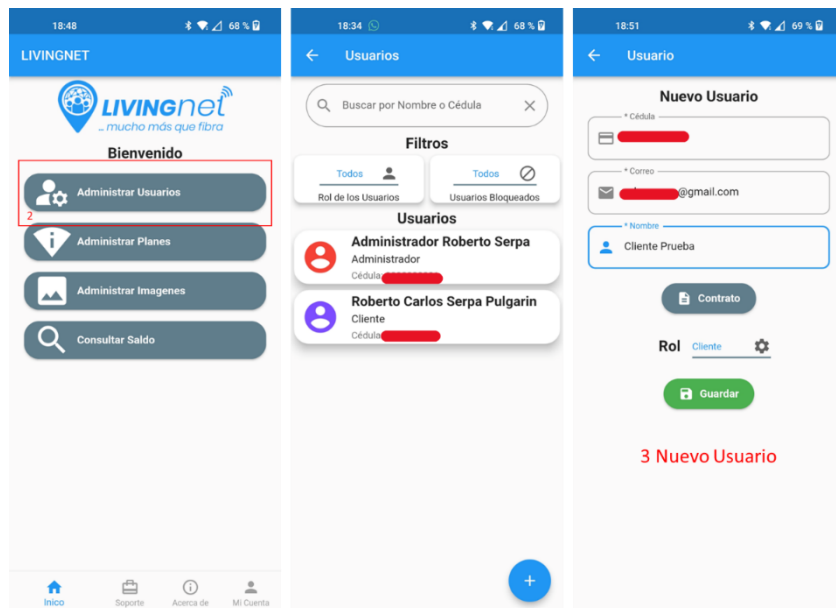 18:48
68 %
LIVINGNET
LIVINGnet
... mucho más que fibra
Bienvenido
Administrar Usuarios
2
Administrar Planes
Administrar Imagenes
Consultar Saldo
Inico
Soporte
Acerca de
Mi Cuenta
18:34
68 %
Usuarios
Buscar por Nombre o Cédula
Filtros
Todos
Todos
Rol de los Usuarios
Usuarios Bloqueados
Usuarios
Administrador Roberto Serpa
Administrador
Cédula:
Roberto Carlos Serpa Pulgarin
Cliente
Cédula:
+
18:51
69 %
Usuario
Nuevo Usuario
* Cédula
* Correo
@gmail.com
* Nombre
Cliente Prueba
Contrato
Rol Cliente
Guardar
3 Nuevo Usuario